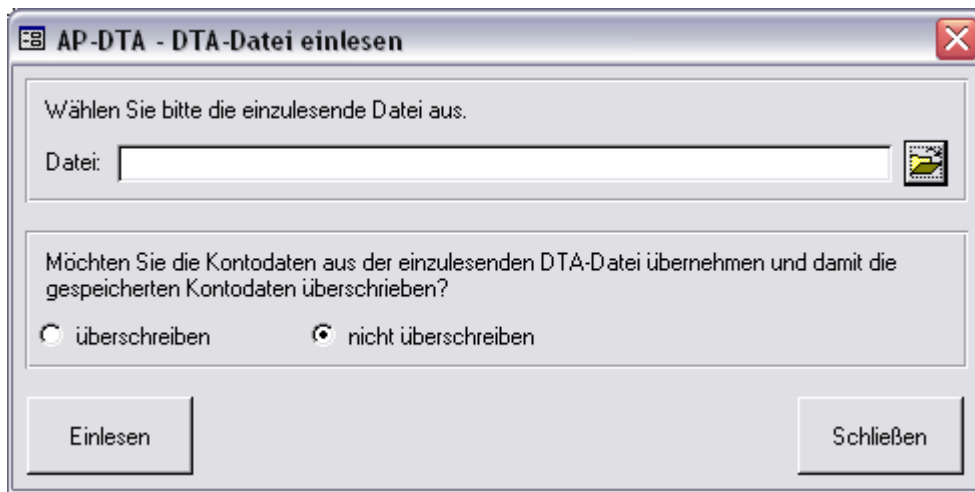 AP-DTA - DTA-Datei einlesen
Wählen Sie bitte die einzulesende Datei aus.
Datei:
Möchten Sie die Kontodaten aus der einzulesenden DTA-Datei übernehmen und damit die
gespeicherten Kontodaten überschrieben?
überschreiben nicht überschreiben
Einlesen Schließen